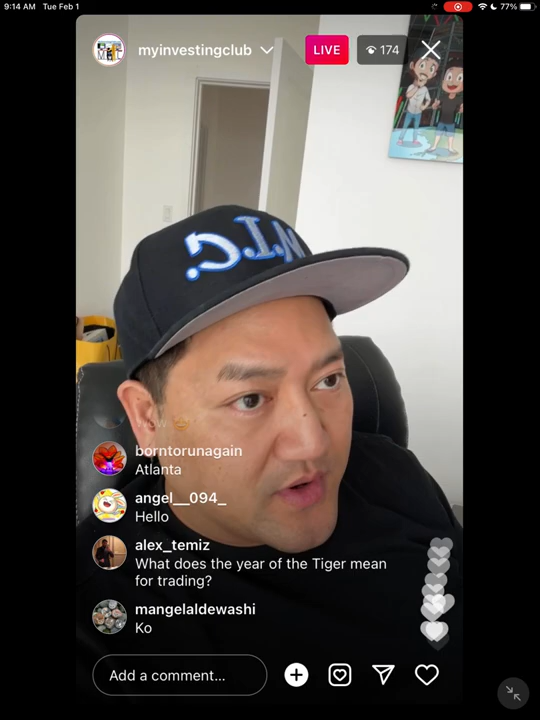 9:14 AM Tue Feb 1
77%
myinvestingclub
LIVE
174
M.I.C.
borntorunagain
Atlanta
angel__094_
Hello
alex_temiz
What does the year of the Tiger mean
for trading?
mangelaldewashi
Ko
Add a comment...